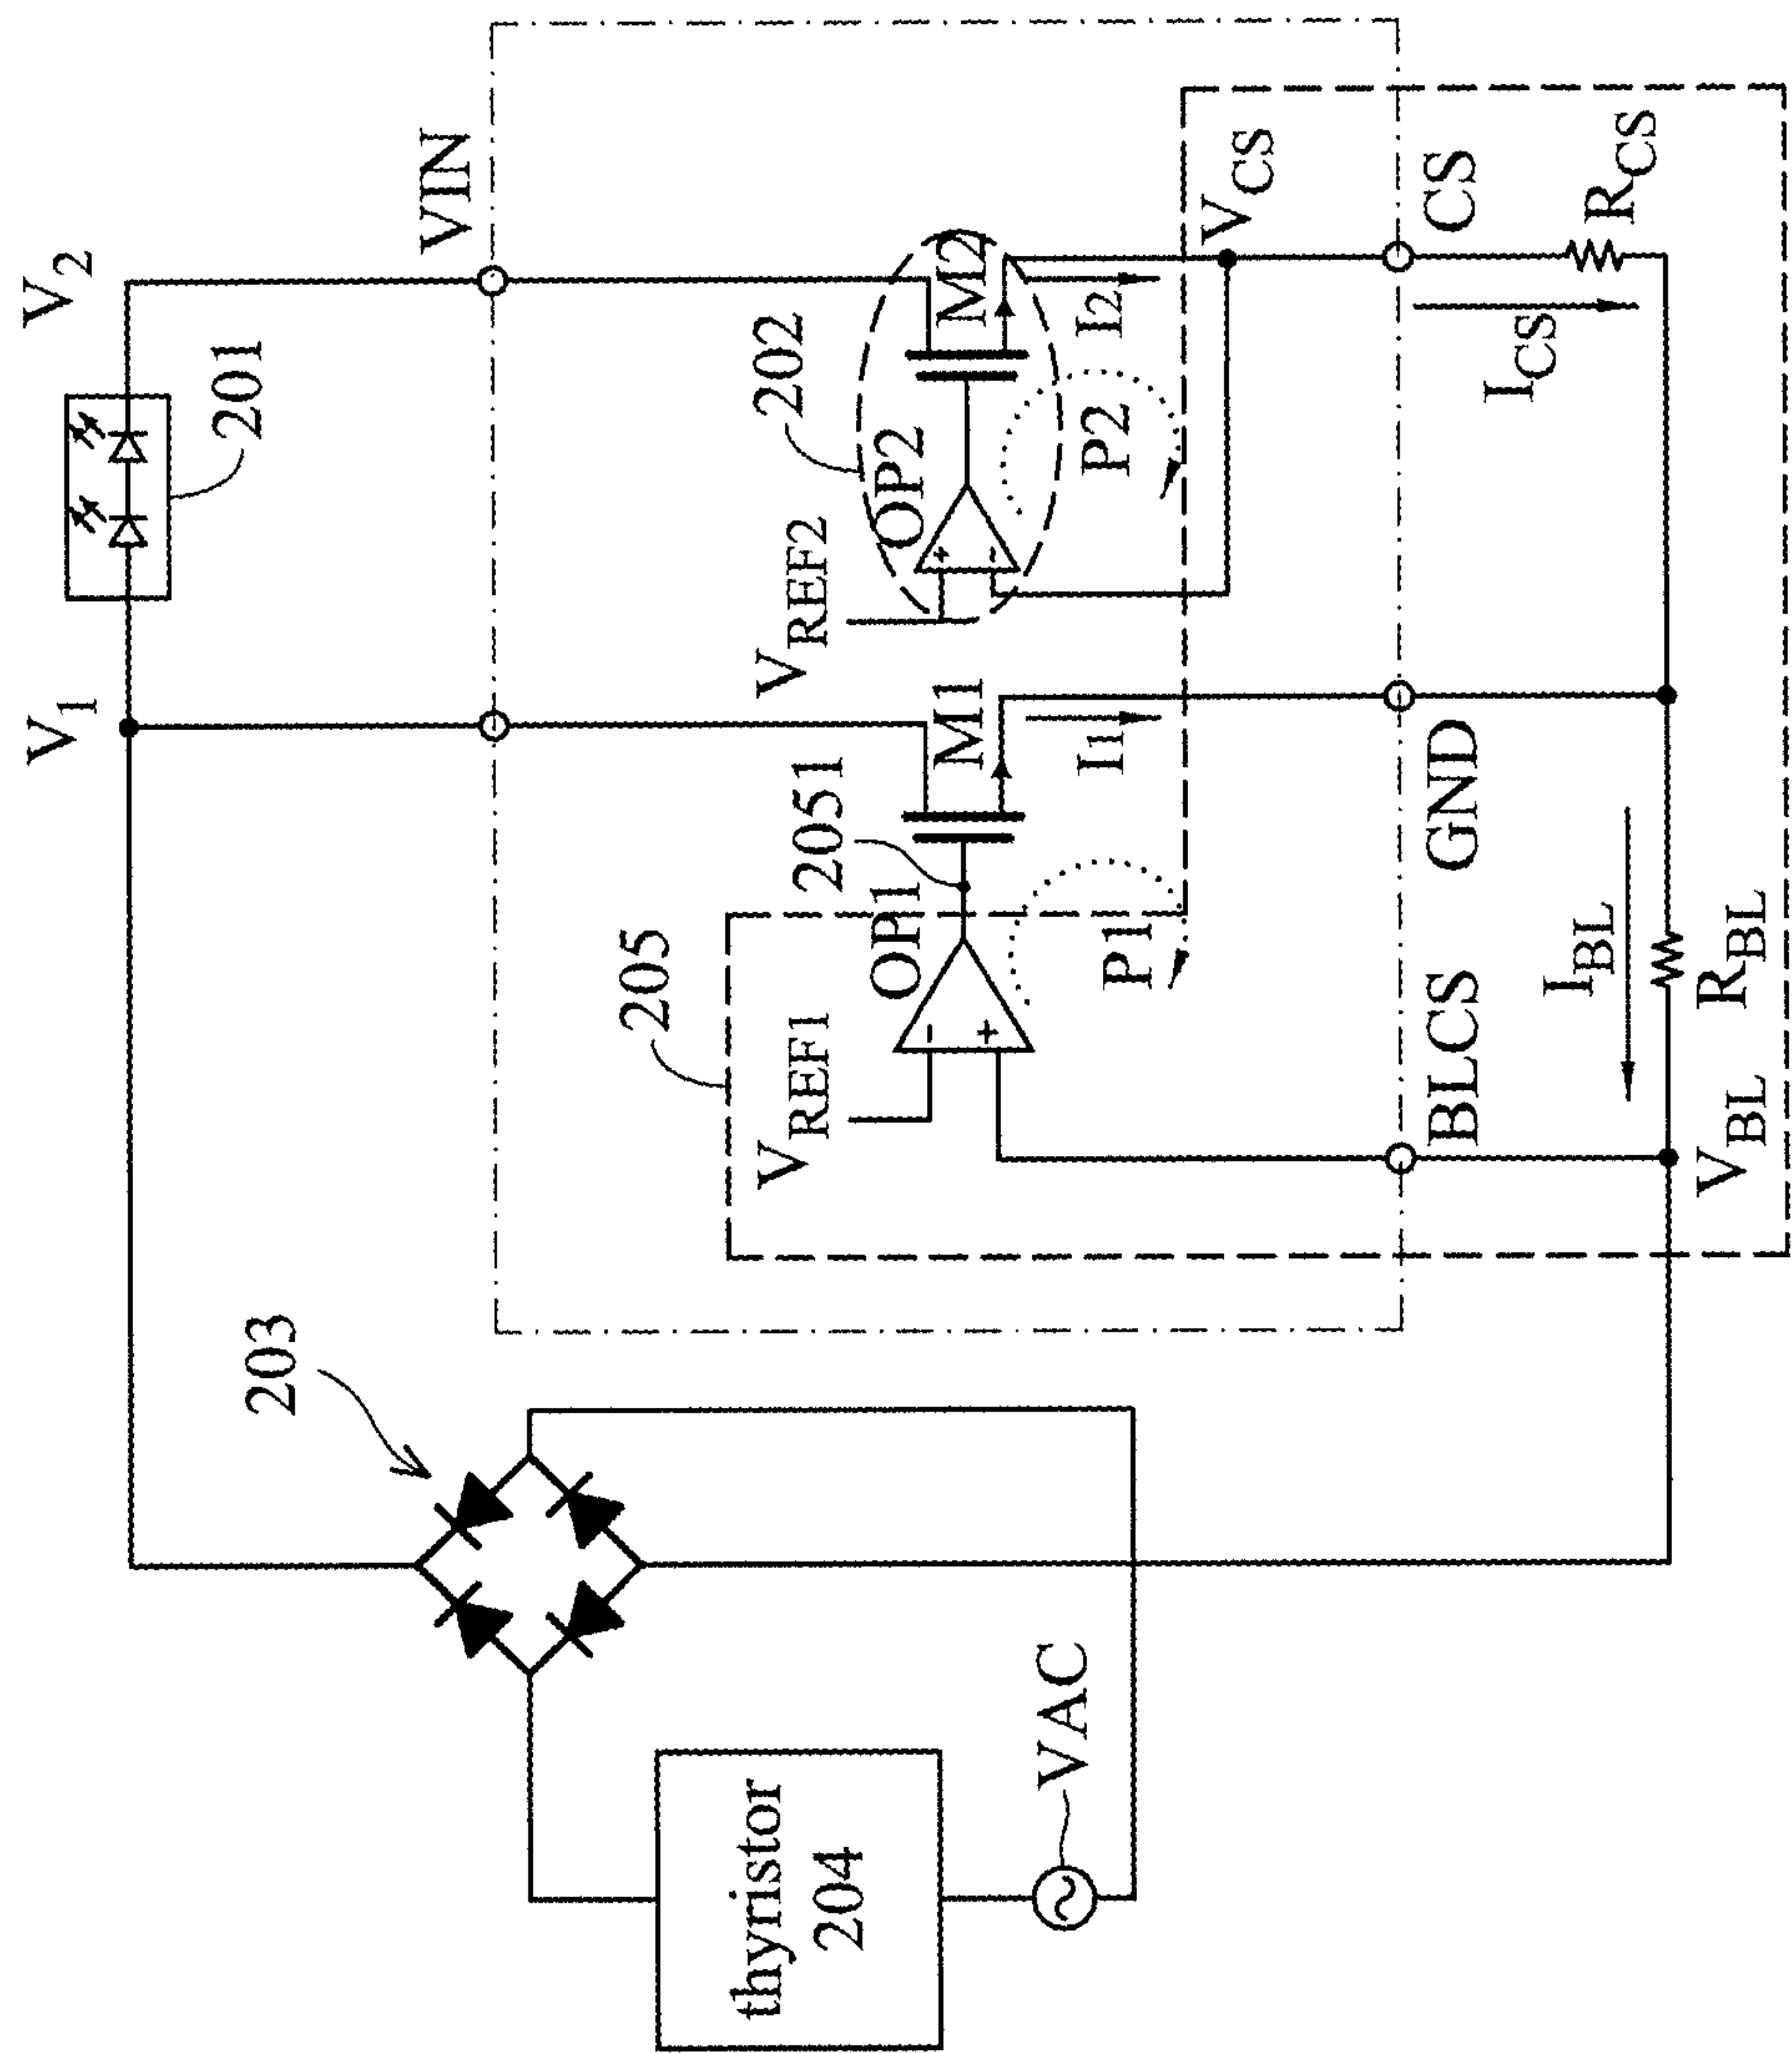 V1
V2
201
VIN
203
205
VREF1
OP1
2051
M1
VREF2
OP2
202
M2
-
+
+
-
P1
I1
P2
I2
VCS
thyristor
204
VAC
BLCS
GND
CS
IBL
ICS
RCS
VBL
RBL